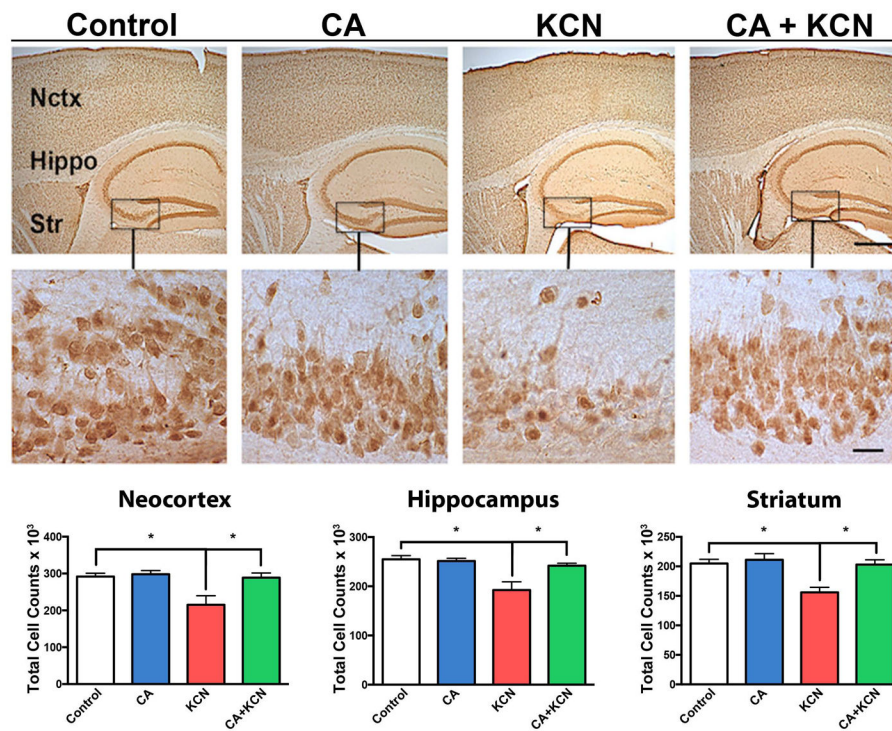 Control CA KCN CA + KCN
Nctx
Hippo
Str
Neocortex
Total Cell Counts x 10³
400
300
200
100
0
* *
Control CA KCN CA+KCN
Hippocampus
Total Cell Counts x 10³
300
200
100
0
* *
Control CA KCN CA+KCN
Striatum
Total Cell Counts x 10³
250
200
150
100
50
0
* *
Control CA KCN CA+KCN